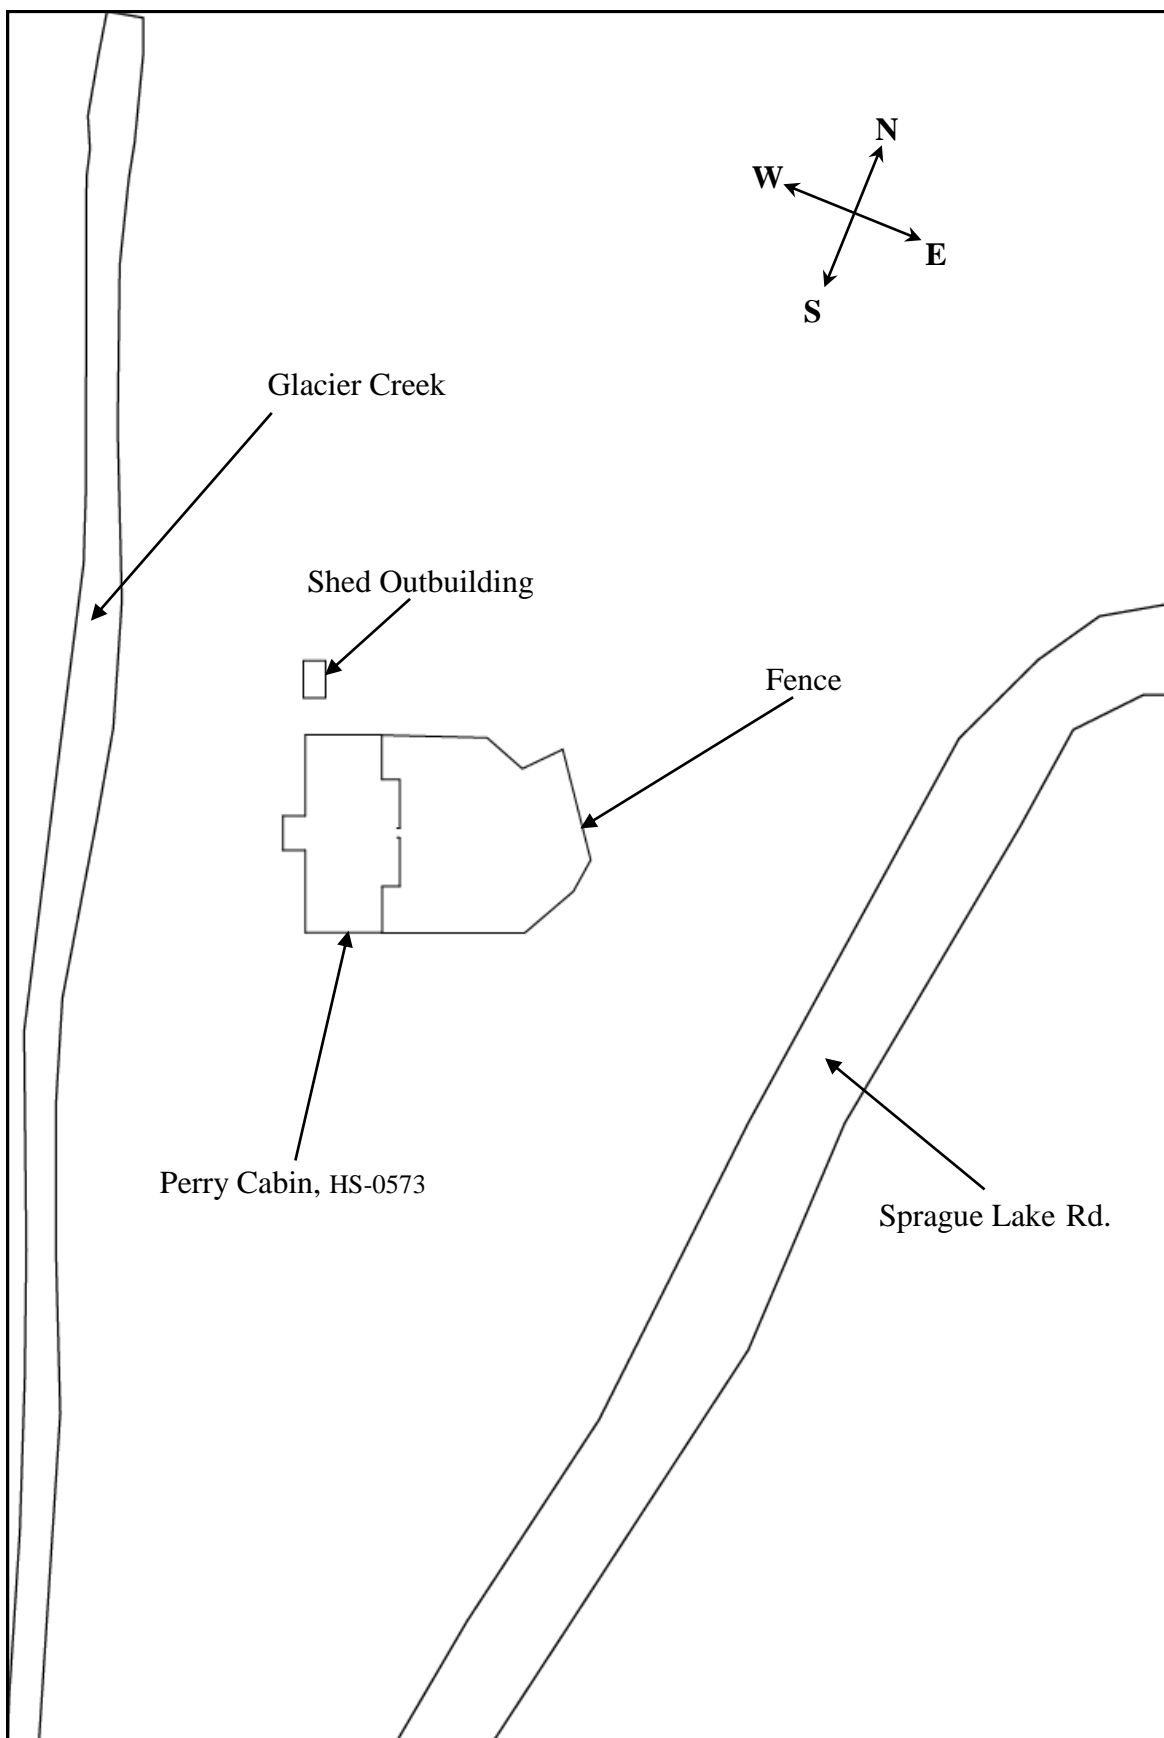 N
W
E
S
Glacier Creek
Shed Outbuilding
Fence
Perry Cabin, HS-0573
Sprague Lake Rd.